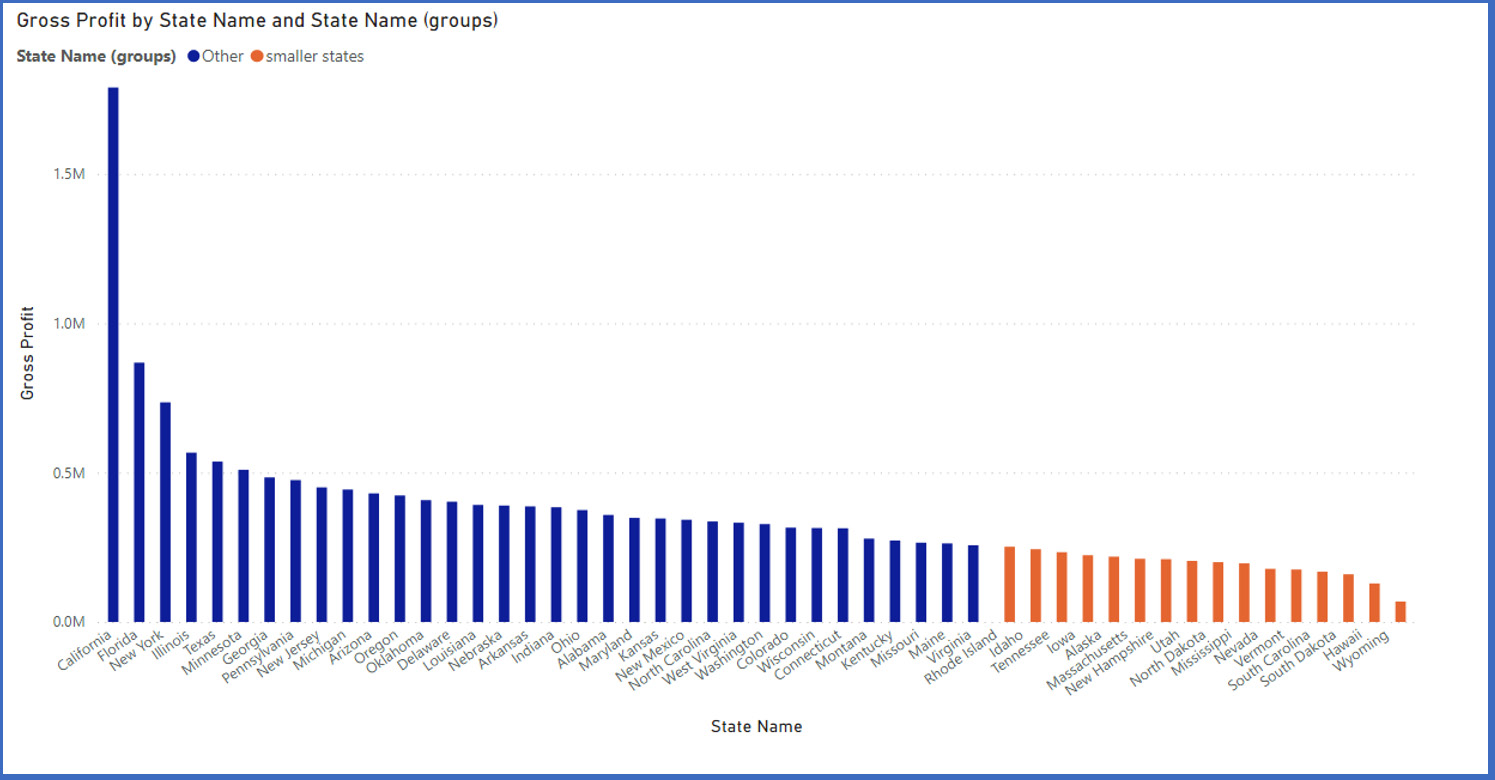 Gross Profit by State Name and State Name (groups)
State Name (groups) Other smaller states
1.5M
1.0M
0.5M
0.0M
Gross Profit
California
Florida
New York
Illinois
Texas
Minnesota
Georgia
Pennsylvania
New Jersey
Michigan
Arizona
Oregon
Oklahoma
Delaware
Louisiana
Nebraska
Arkansas
Indiana
Ohio
Alabama
Maryland
Kansas
New Mexico
North Carolina
West Virginia
Washington
Colorado
Wisconsin
Connecticut
Montana
Kentucky
Missouri
Maine
Virginia
Rhode Island
Idaho
Tennessee
Iowa
Alaska
Massachusetts
New Hampshire
Utah
North Dakota
Mississippi
Nevada
Vermont
South Carolina
South Dakota
Hawaii
Wyoming
State Name